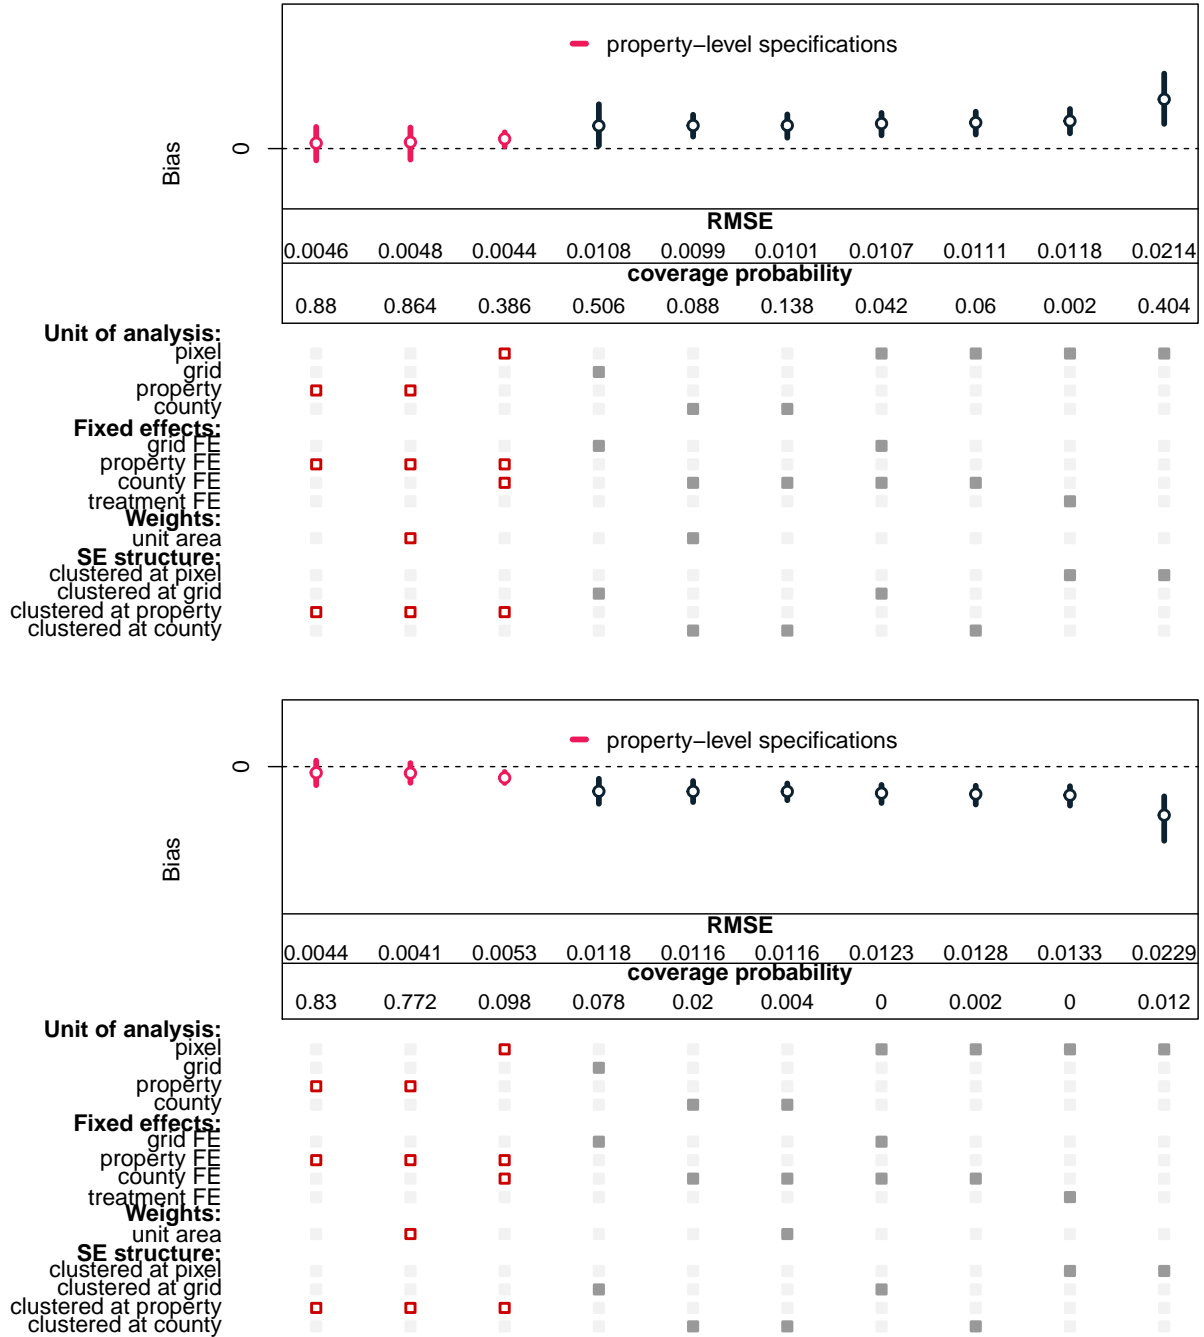 property−level specifications
0
Bias
RMSE
0.0046 0.0048 0.0044 0.0108 0.0099 0.0101 0.0107 0.0111 0.0118 0.0214
coverage probability
0.88 0.864 0.386 0.506 0.088 0.138 0.042 0.06 0.002 0.404
Unit of analysis:
pixel
grid
property
county
Fixed effects:
grid FE
property FE
county FE
treatment FE
Weights:
unit area
SE structure:
clustered at pixel
clustered at grid
clustered at property
clustered at county
property−level specifications
0
Bias
RMSE
0.0044 0.0041 0.0053 0.0118 0.0116 0.0116 0.0123 0.0128 0.0133 0.0229
coverage probability
0.83 0.772 0.098 0.078 0.02 0.004 0 0.002 0 0.012
Unit of analysis:
pixel
grid
property
county
Fixed effects:
grid FE
property FE
county FE
treatment FE
Weights:
unit area
SE structure:
clustered at pixel
clustered at grid
clustered at property
clustered at county